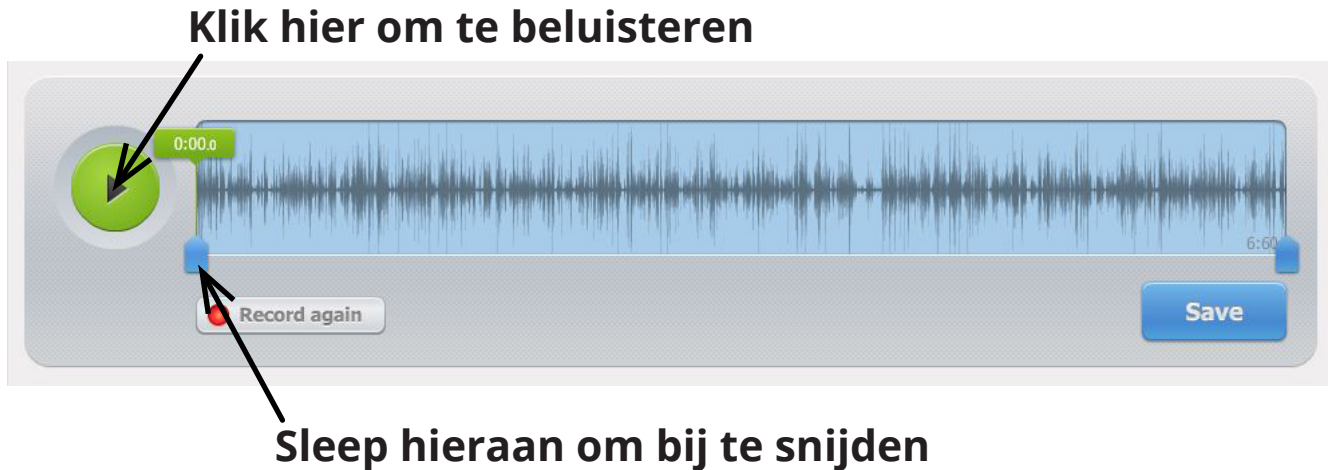 Klik hier om te beluisteren
0:00.0
6:60
Record again
Save
Sleep hieraan om bij te snijden